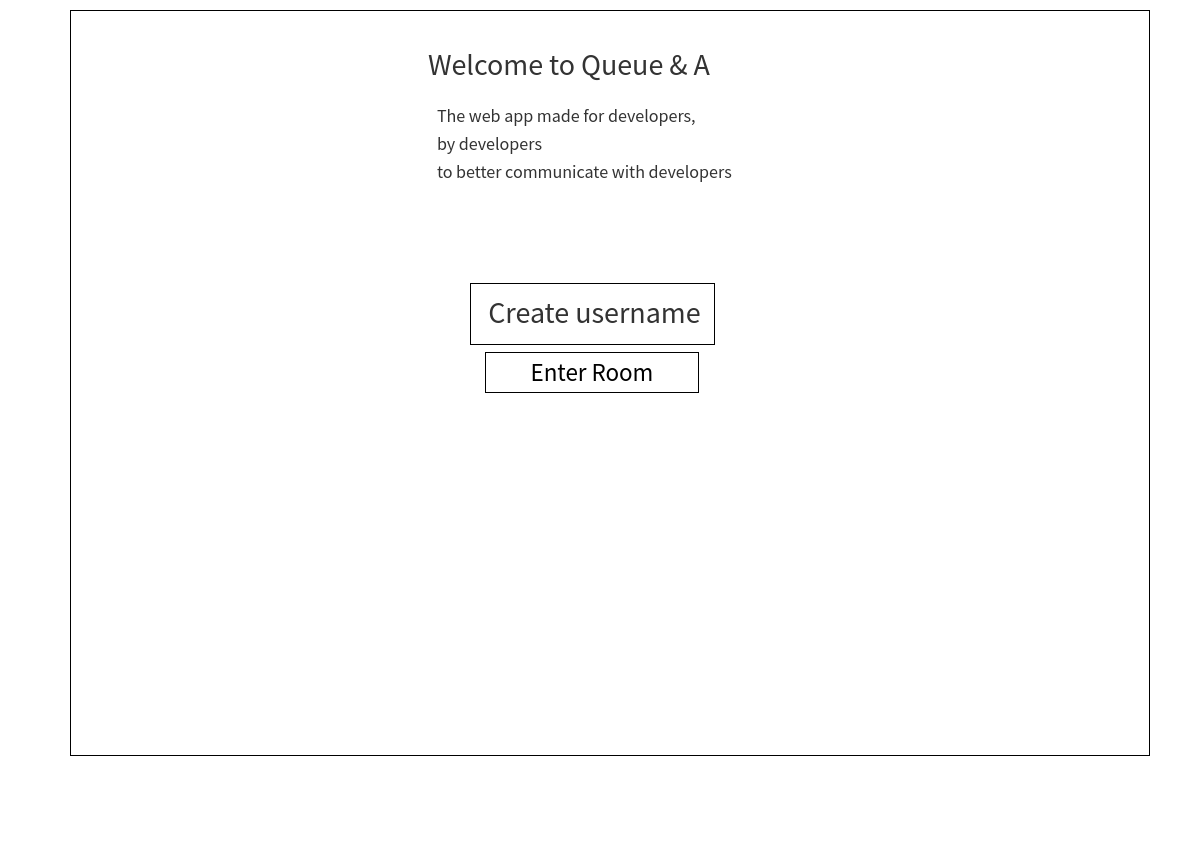 Welcome to Queue & A
The web app made for developers,
by developers
to better communicate with developers
Create username
Enter Room